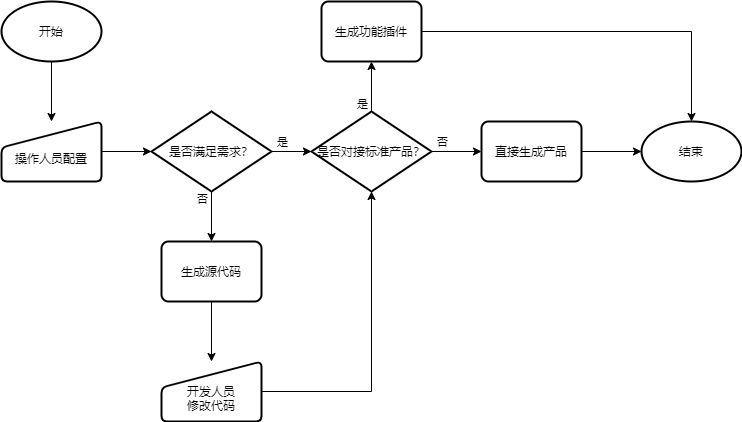 开始
生成功能插件
是
操作人员配置
是否满足需求?
是
是否对接标准产品?
否
直接生成产品
结束
否
生成源代码
开发人员
修改代码